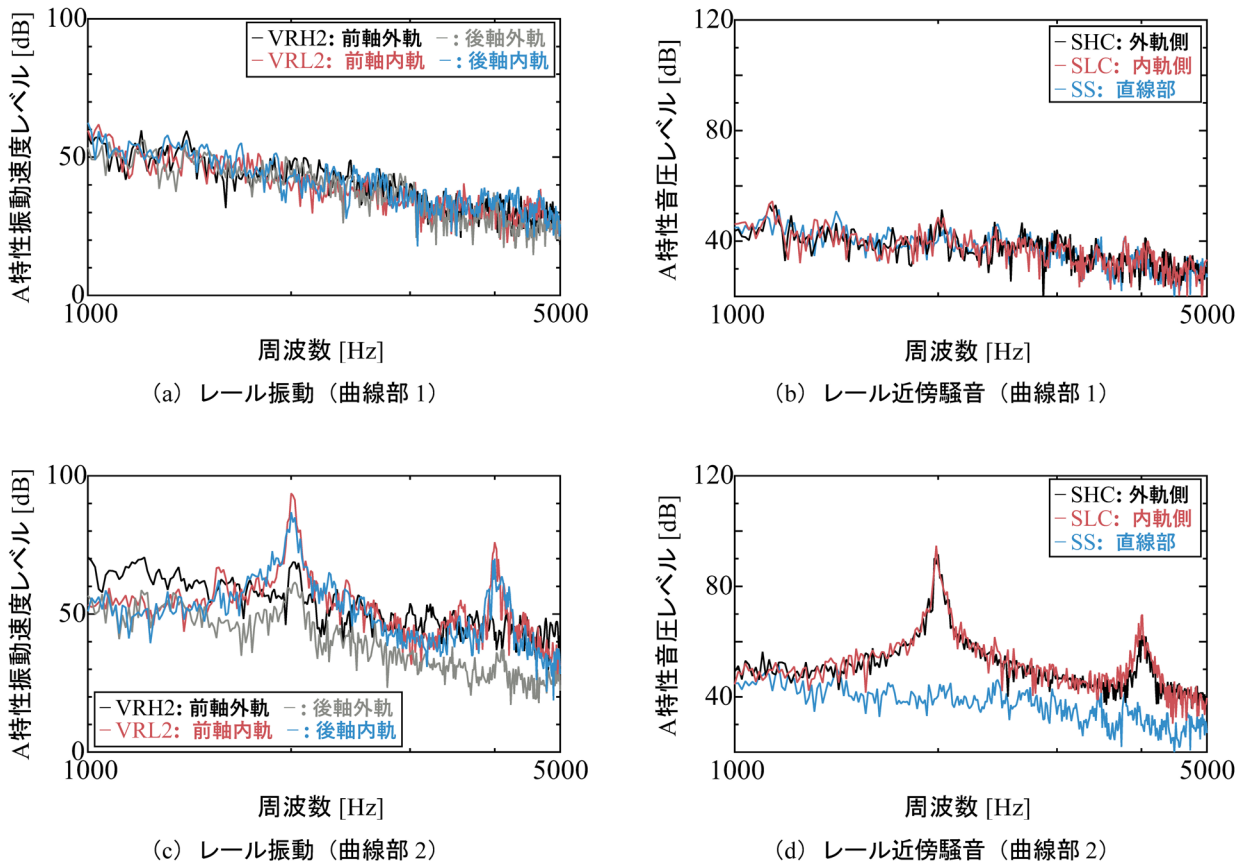 A特性振動速度レベル [dB]
100
50
0
VRH2: 前軸外軌 : 後軸外軌
VRL2: 前軸内軌 : 後軸内軌
1000 5000
周波数 [Hz]
(a) レール振動（曲線部 1）
A特性音圧レベル [dB]
120
80
40
SHC: 外軌側
SLC: 内軌側
SS: 直線部
1000 5000
周波数 [Hz]
(b) レール近傍騒音（曲線部 1）
A特性振動速度レベル [dB]
100
50
0
VRH2: 前軸外軌 : 後軸外軌
VRL2: 前軸内軌 : 後軸内軌
1000 5000
周波数 [Hz]
(c) レール振動（曲線部 2）
A特性音圧レベル [dB]
120
80
40
SHC: 外軌側
SLC: 内軌側
SS: 直線部
1000 5000
周波数 [Hz]
(d) レール近傍騒音（曲線部 2）